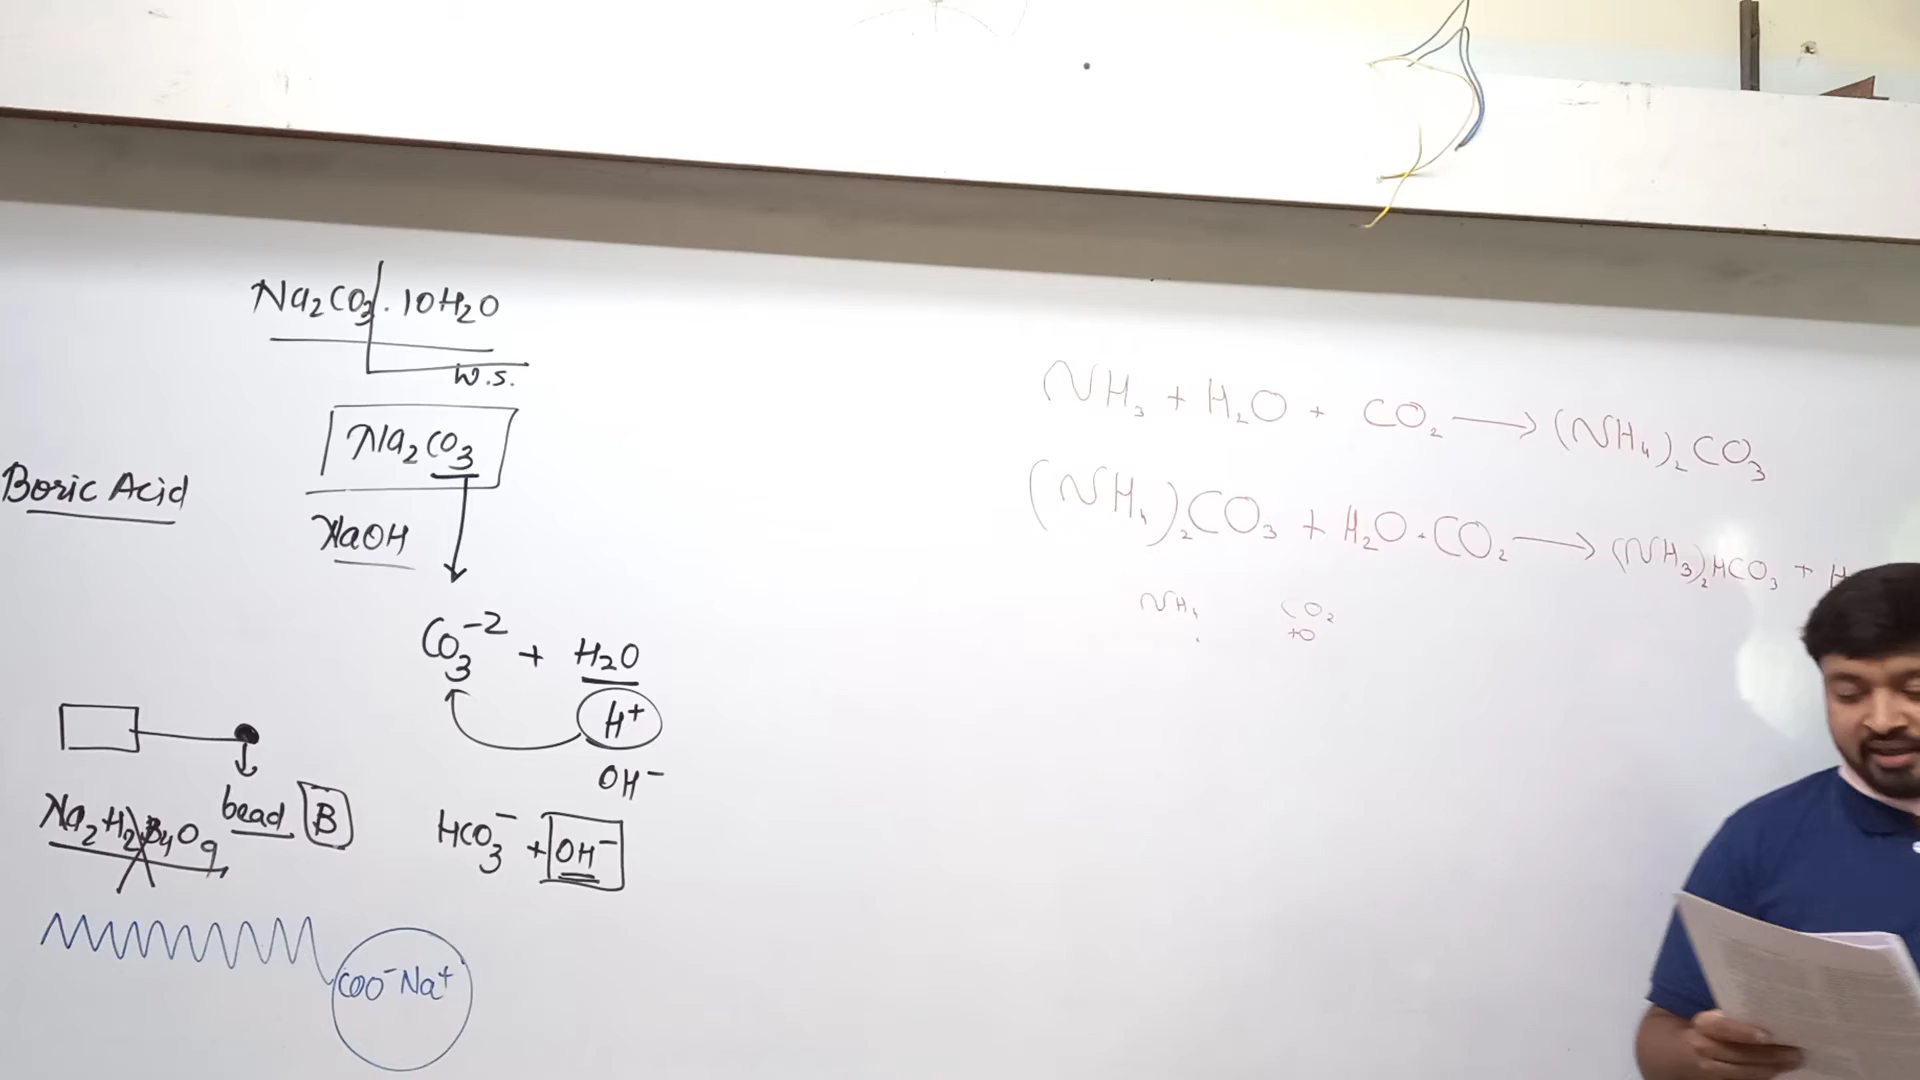 Na₂CO₃ . 10H₂O
W.S.
Na₂CO₃
NaOH
Boric Acid
CO₃⁻² + H₂O
H⁺
OH⁻
HCO₃⁻ + OH⁻
bead B
Na₂H₂B₄O₉
COO⁻Na⁺
NH₃ + H₂O + CO₂ → (NH₄)₂CO₃
(NH₄)₂CO₃ + H₂O . CO₂ → (NH₃)₂HCO₃ + H
NH₄ CO₂